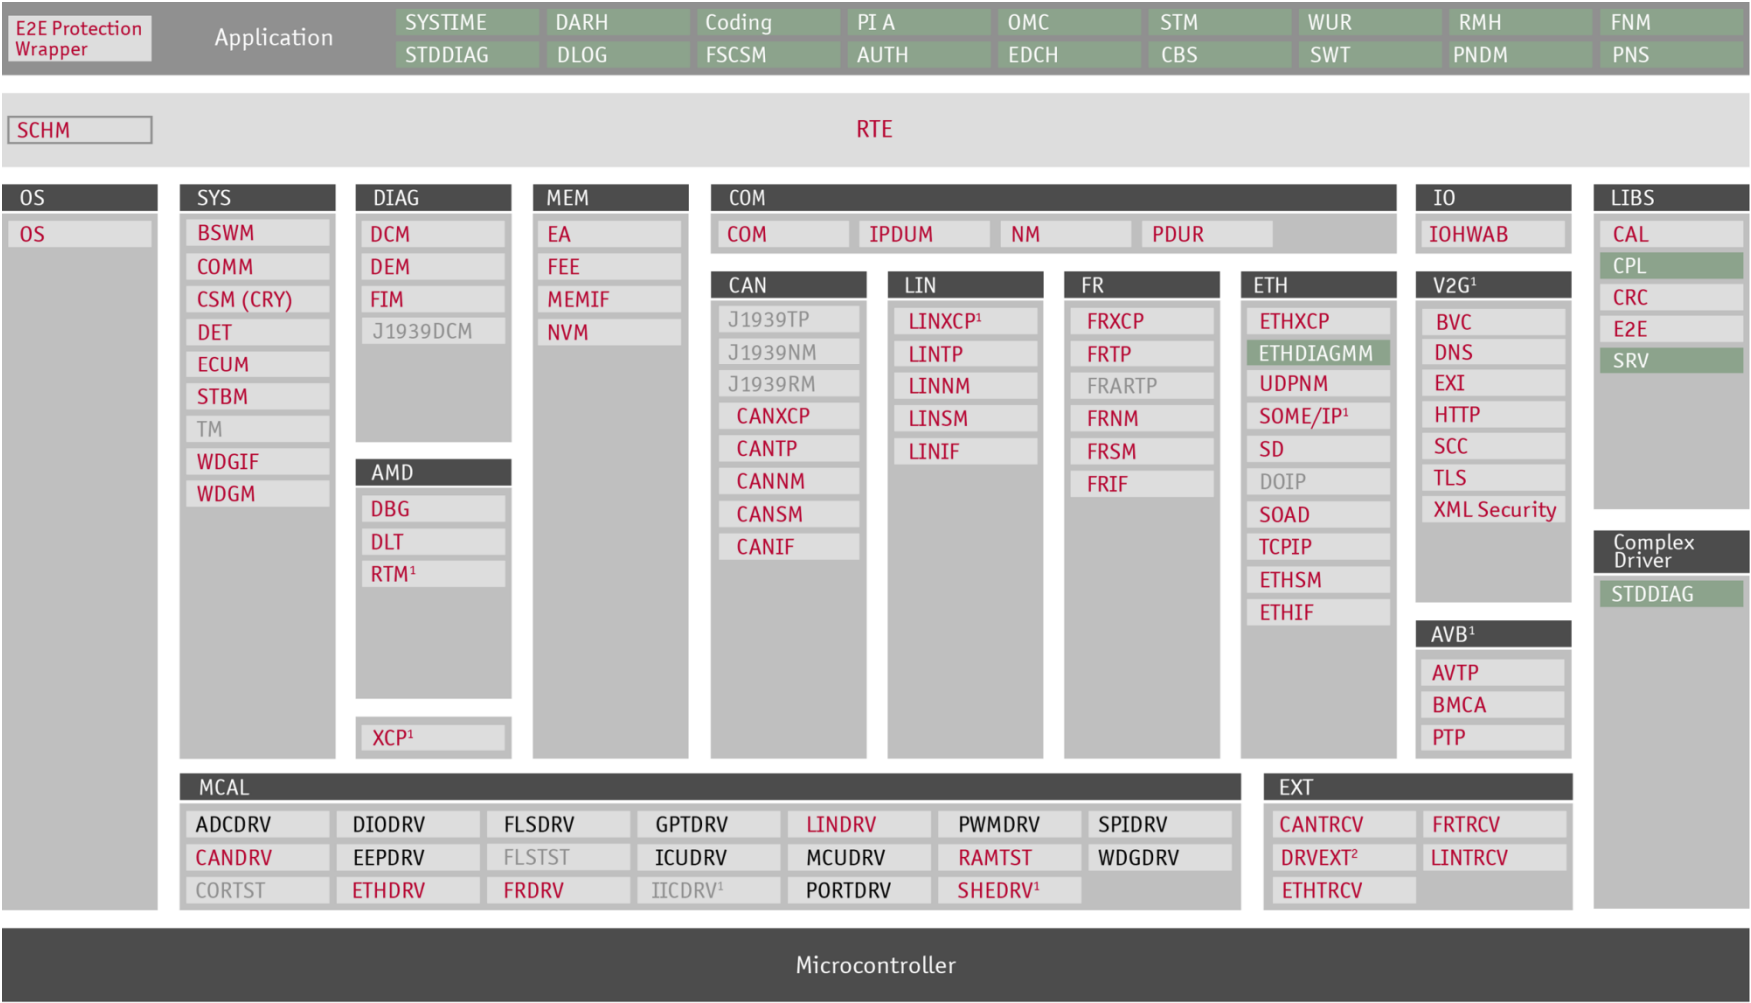 E2E Protection
Wrapper
Application
SYSTIME DARH Coding PI A OMC STM WUR RMH FNM
STDDIAG DLOG FSCSM AUTH EDCH CBS SWT PNDM PNS
SCHM
RTE
OS
OS
SYS
BSWM
COMM
CSM (CRY)
DET
ECUM
STBM
TM
WDGIF
WDGM
DIAG
DCM
DEM
FIM
J1939DCM
AMD
DBG
DLT
RTM¹
XCP¹
MEM
EA
FEE
MEMIF
NVM
COM
COM IPDUM NM PDUR
CAN
J1939TP
J1939NM
J1939RM
CANXCP
CANTP
CANNM
CANSM
CANIF
LIN
LINXCP¹
LINTP
LINNM
LINSM
LINIF
FR
FRXCP
FRTP
FRARTP
FRNM
FRSM
FRIF
ETH
ETHXCP
ETHDIAGMM
UDPNM
SOME/IP¹
SD
DOIP
SOAD
TCPIP
ETHSM
ETHIF
IO
IOHWAB
V2G¹
BVC
DNS
EXI
HTTP
SCC
TLS
XML Security
AVB¹
AVTP
BMCA
PTP
LIBS
CAL
CPL
CRC
E2E
SRV
Complex
Driver
STDDIAG
MCAL
ADCDRV DIODRV FLSDRV GPTDRV LINDRV PWMDRV SPIDRV
CANDRV EEPDRV FLSTST ICUDRV MCUDRV RAMTST WDGDRV
CORTST ETHDRV FRDRV IICDRV¹ PORTDRV SHEDRV¹
EXT
CANTRCV FRTRCV
DRVEXT² LINTRCV
ETHTRCV
Microcontroller